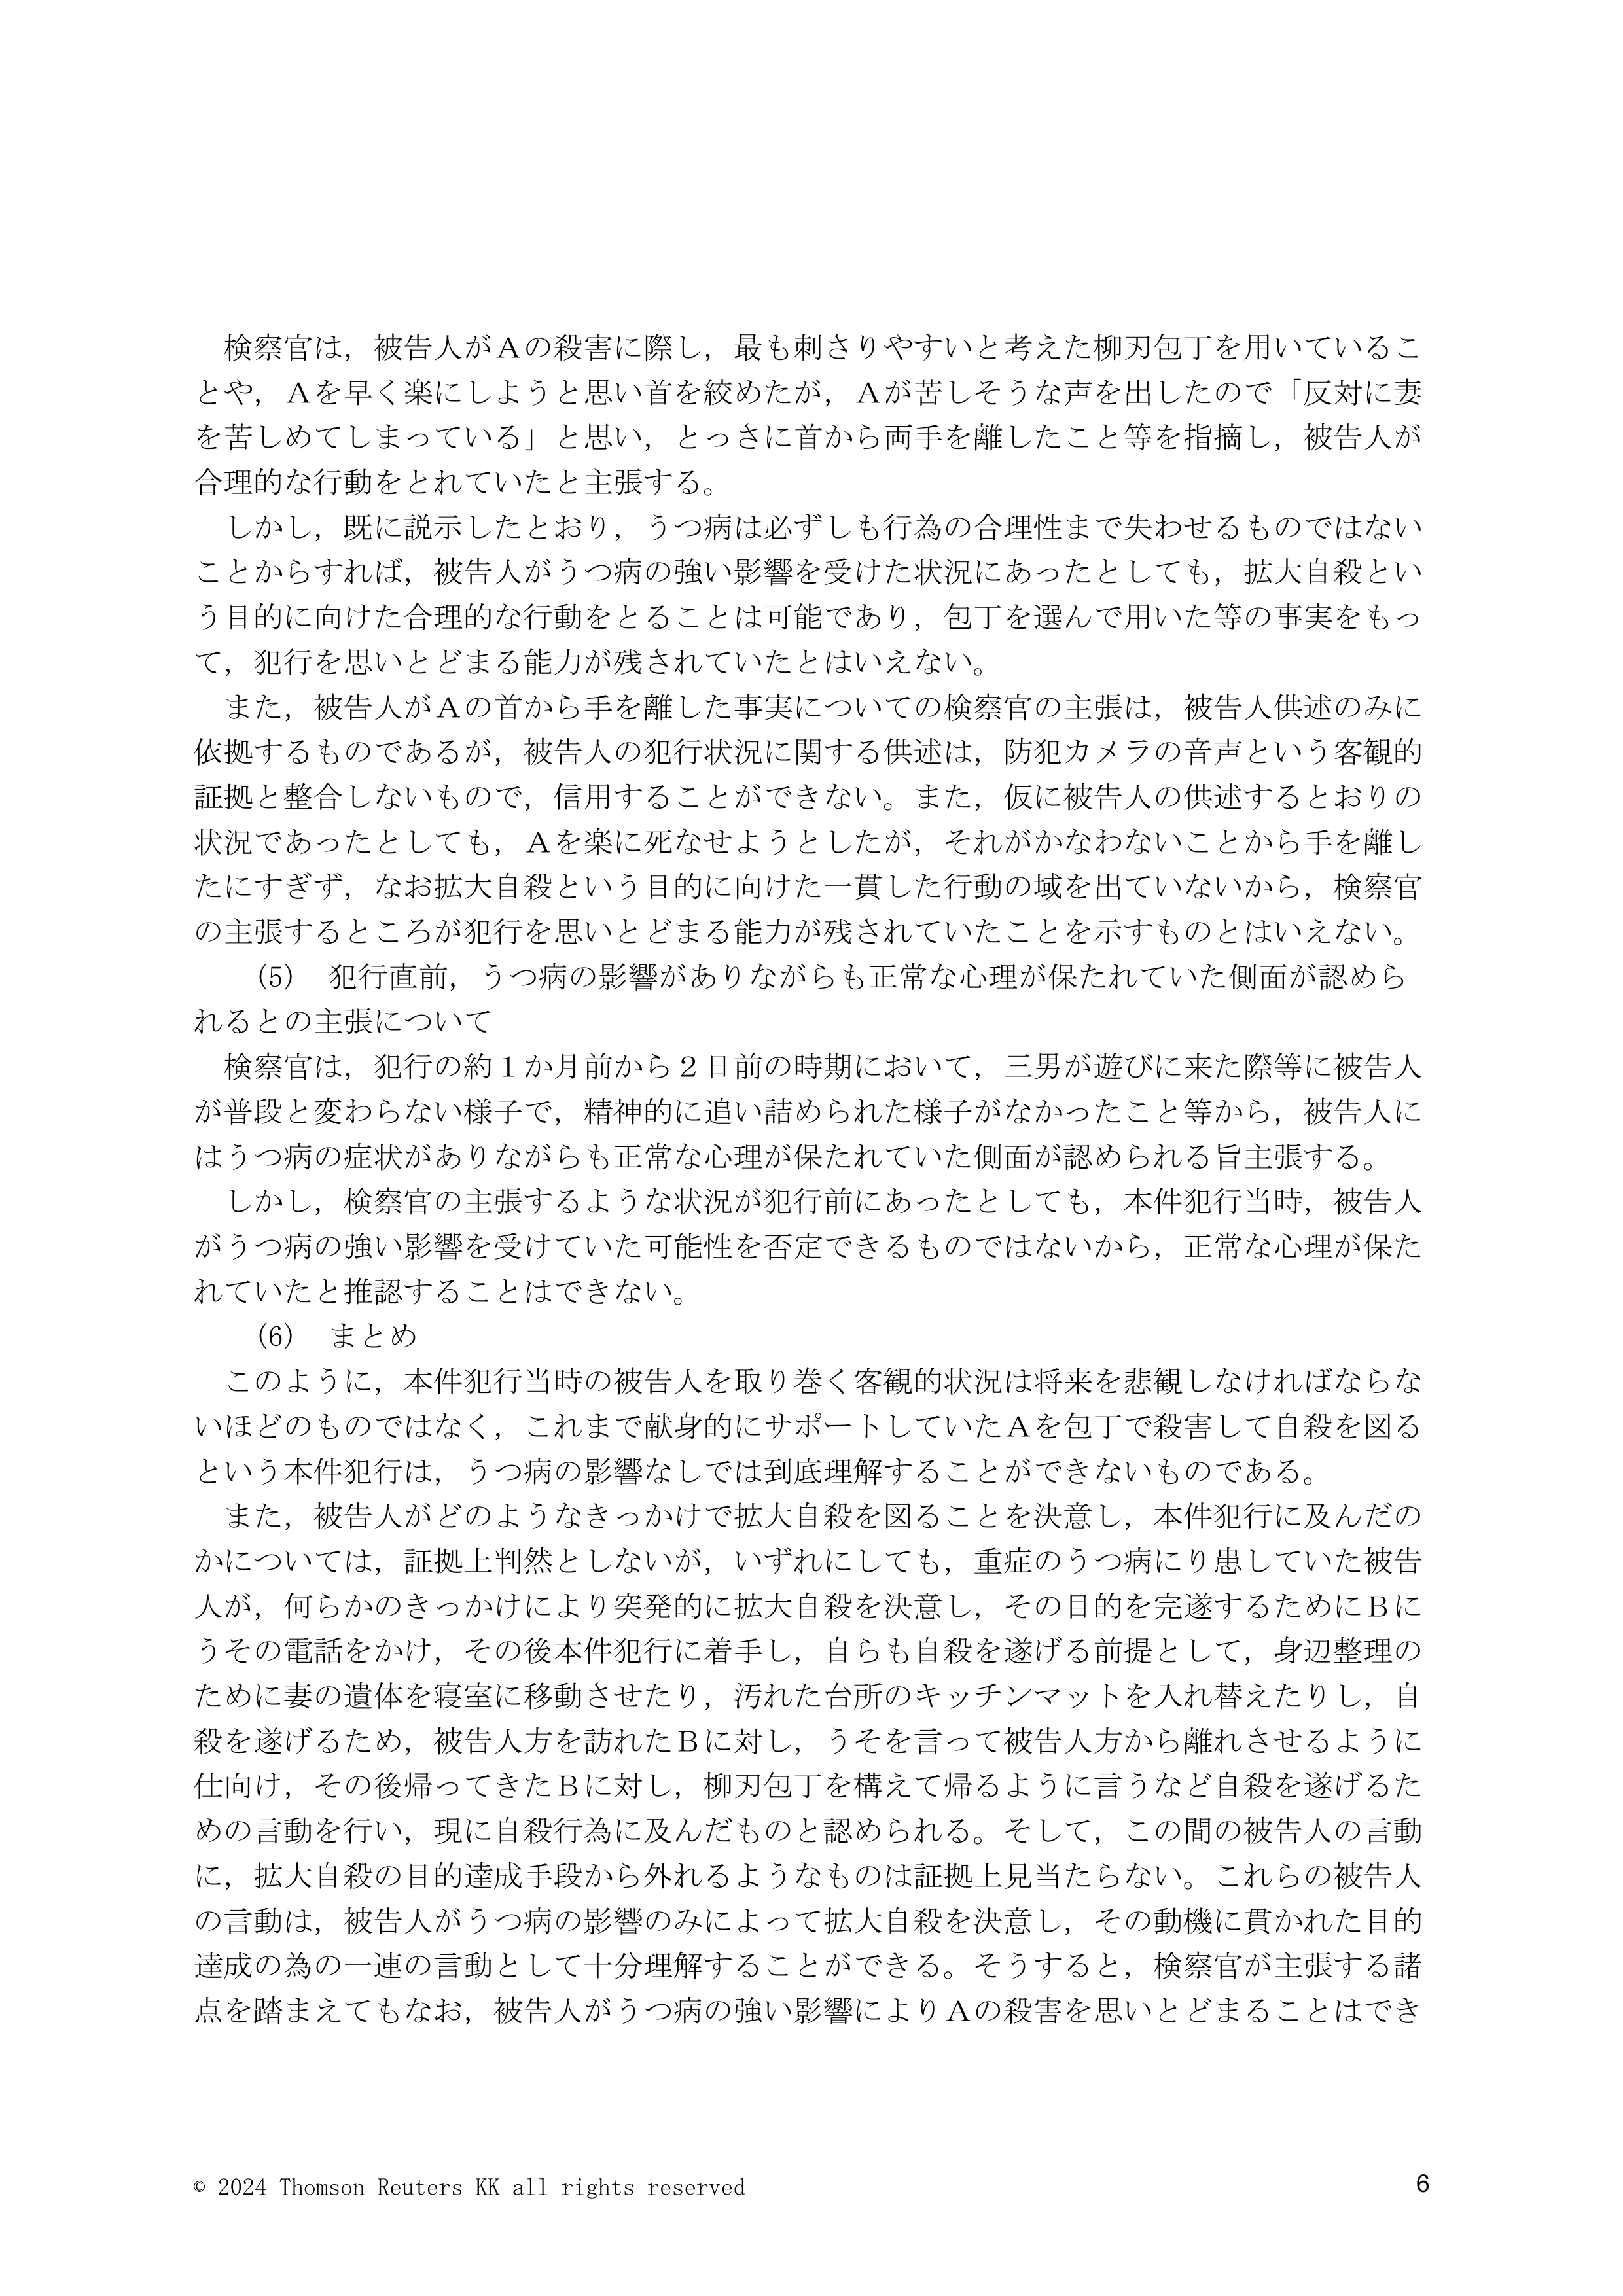 検察官は，被告人がＡの殺害に際し，最も刺さりやすいと考えた柳刃包丁を用いているこ
とや，Ａを早く楽にしようと思い首を絞めたが，Ａが苦しそうな声を出したので「反対に妻
を苦しめてしまっている」と思い，とっさに首から両手を離したこと等を指摘し，被告人が
合理的な行動をとれていたと主張する。
しかし，既に説示したとおり，うつ病は必ずしも行為の合理性まで失わせるものではない
ことからすれば，被告人がうつ病の強い影響を受けた状況にあったとしても，拡大自殺とい
う目的に向けた合理的な行動をとることは可能であり，包丁を選んで用いた等の事実をもっ
て，犯行を思いとどまる能力が残されていたとはいえない。
また，被告人がＡの首から手を離した事実についての検察官の主張は，被告人供述のみに
依拠するものであるが，被告人の犯行状況に関する供述は，防犯カメラの音声という客観的
証拠と整合しないもので，信用することができない。また，仮に被告人の供述するとおりの
状況であったとしても，Ａを楽に死なせようとしたが，それがかなわないことから手を離し
たにすぎず，なお拡大自殺という目的に向けた一貫した行動の域を出ていないから，検察官
の主張するところが犯行を思いとどまる能力が残されていたことを示すものとはいえない。
(5)　犯行直前，うつ病の影響がありながらも正常な心理が保たれていた側面が認めら
れるとの主張について
検察官は，犯行の約１か月前から２日前の時期において，三男が遊びに来た際等に被告人
が普段と変わらない様子で，精神的に追い詰められた様子がなかったこと等から，被告人に
はうつ病の症状がありながらも正常な心理が保たれていた側面が認められる旨主張する。
しかし，検察官の主張するような状況が犯行前にあったとしても，本件犯行当時，被告人
がうつ病の強い影響を受けていた可能性を否定できるものではないから，正常な心理が保た
れていたと推認することはできない。
(6)　まとめ
このように，本件犯行当時の被告人を取り巻く客観的状況は将来を悲観しなければならな
いほどのものではなく，これまで献身的にサポートしていたＡを包丁で殺害して自殺を図る
という本件犯行は，うつ病の影響なしでは到底理解することができないものである。
また，被告人がどのようなきっかけで拡大自殺を図ることを決意し，本件犯行に及んだの
かについては，証拠上判然としないが，いずれにしても，重症のうつ病にり患していた被告
人が，何らかのきっかけにより突発的に拡大自殺を決意し，その目的を完遂するためにＢに
うその電話をかけ，その後本件犯行に着手し，自らも自殺を遂げる前提として，身辺整理の
ために妻の遺体を寝室に移動させたり，汚れた台所のキッチンマットを入れ替えたりし，自
殺を遂げるため，被告人方を訪れたＢに対し，うそを言って被告人方から離れさせるように
仕向け，その後帰ってきたＢに対し，柳刃包丁を構えて帰るように言うなど自殺を遂げるた
めの言動を行い，現に自殺行為に及んだものと認められる。そして，この間の被告人の言動
に，拡大自殺の目的達成手段から外れるようなものは証拠上見当たらない。これらの被告人
の言動は，被告人がうつ病の影響のみによって拡大自殺を決意し，その動機に貫かれた目的
達成の為の一連の言動として十分理解することができる。そうすると，検察官が主張する諸
点を踏まえてもなお，被告人がうつ病の強い影響によりＡの殺害を思いとどまることはでき
© 2024 Thomson Reuters KK all rights reserved
6